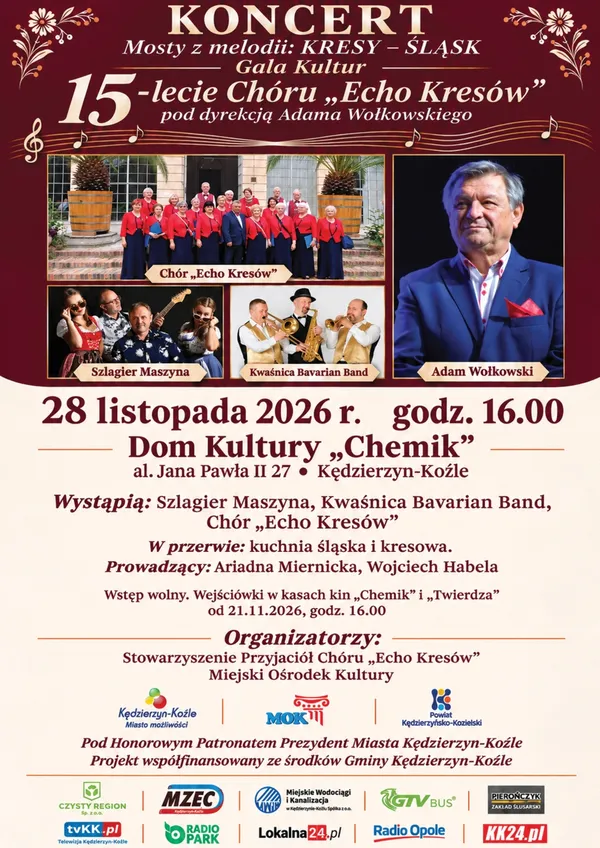 KONCERT
Mosty z melodii: KRESY – ŚLĄSK
Gala Kultur
15-lecie Chóru „Echo Kresów”
pod dyrekcją Adama Wołkowskiego
Chór „Echo Kresów”
Szlagier Maszyna
Kwaśnica Bavarian Band
Adam Wołkowski
28 listopada 2026 r. godz. 16.00
Dom Kultury „Chemik”
al. Jana Pawła II 27 • Kędzierzyn-Koźle
Wystąpią: Szlagier Maszyna, Kwaśnica Bavarian Band,
Chór „Echo Kresów”
W przerwie: kuchnia śląska i kresowa.
Prowadzący: Ariadna Miernicka, Wojciech Habela
Wstęp wolny. Wejściówki w kasach kin „Chemik” i „Twierdza”
od 21.11.2026, godz. 16.00
Organizatorzy:
Stowarzyszenie Przyjaciół Chóru „Echo Kresów”
Miejski Ośrodek Kultury
Kędzierzyn-Koźle
Miasto możliwości
MOK
Powiat
Kędzierzyńsko-Kozielski
Pod Honorowym Patronatem Prezydent Miasta Kędzierzyn-Koźle
Projekt współfinansowany ze środków Gminy Kędzierzyn-Koźle
CZYSTY REGION
Sp. z o.o.
MZEC
Miejskie Wodociągi
i Kanalizacja
w Kędzierzynie-Koźlu Spółka z o.o.
GTV BUS
PIEROŃCZYK
ZAKŁAD ŚLUSARSKI
tvKK.pl
Telewizja Kędzierzyn-Koźle
RADIO
PARK
Lokalna24.pl
Radio Opole
KK24.pl